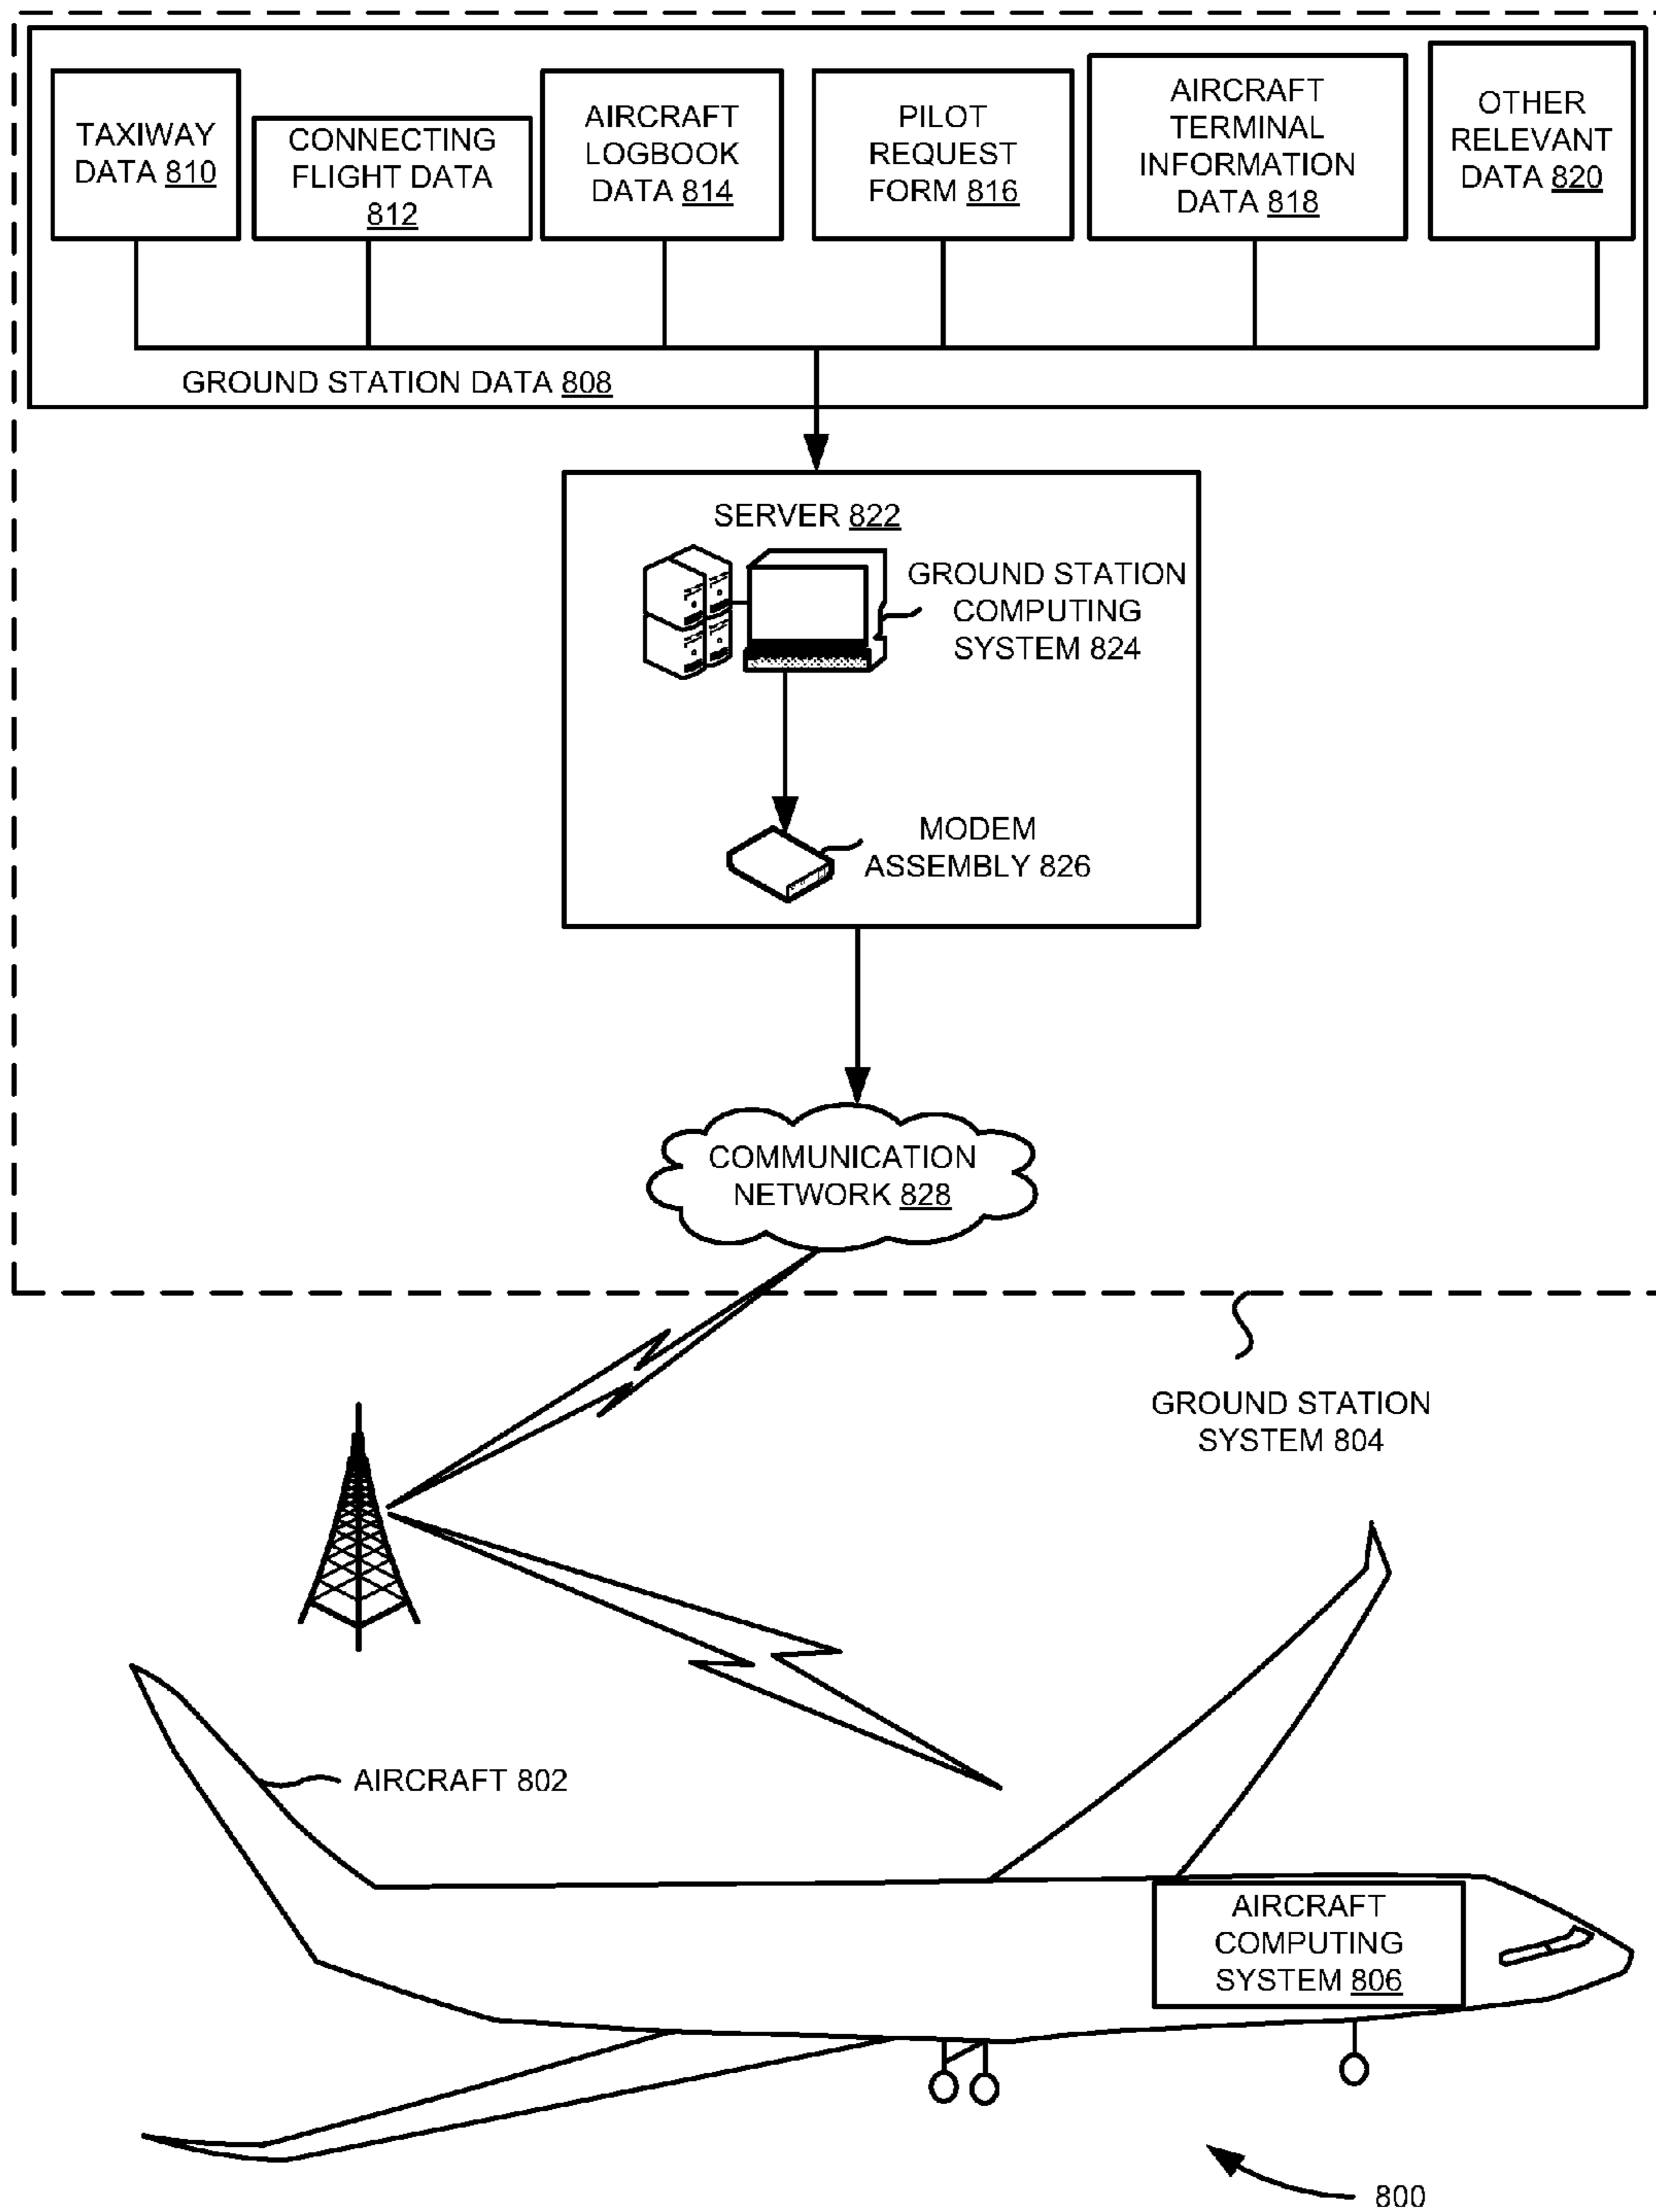 TAXIWAY
DATA 810
CONNECTING
FLIGHT DATA
812
AIRCRAFT
LOGBOOK
DATA 814
PILOT
REQUEST
FORM 816
AIRCRAFT
TERMINAL
INFORMATION
DATA 818
OTHER
RELEVANT
DATA 820
GROUND STATION DATA 808
SERVER 822
GROUND STATION
COMPUTING
SYSTEM 824
MODEM
ASSEMBLY 826
COMMUNICATION
NETWORK 828
GROUND STATION
SYSTEM 804
AIRCRAFT 802
AIRCRAFT
COMPUTING
SYSTEM 806
800